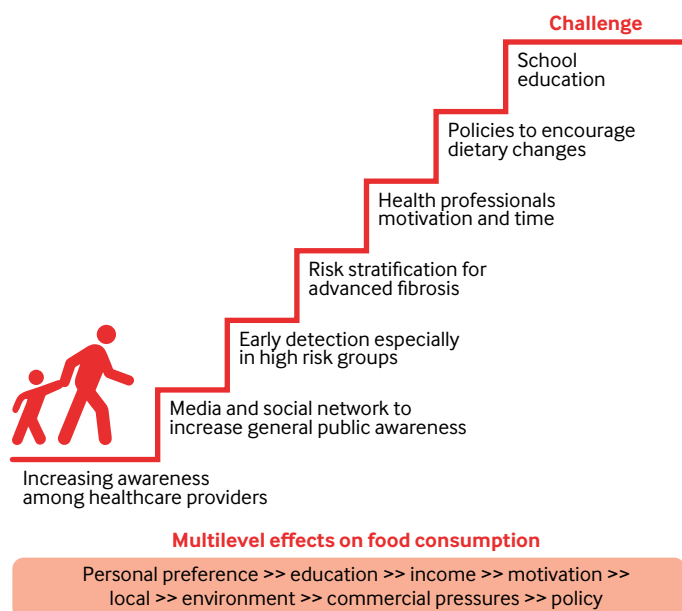 Challenge
School
education
Policies to encourage
dietary changes
Health professionals
motivation and time
Risk stratification for
advanced fibrosis
Early detection especially
in high risk groups
Media and social network to
increase general public awareness
Increasing awareness
among healthcare providers
Multilevel effects on food consumption
Personal preference >> education >> income >> motivation >>
local >> environment >> commercial pressures >> policy